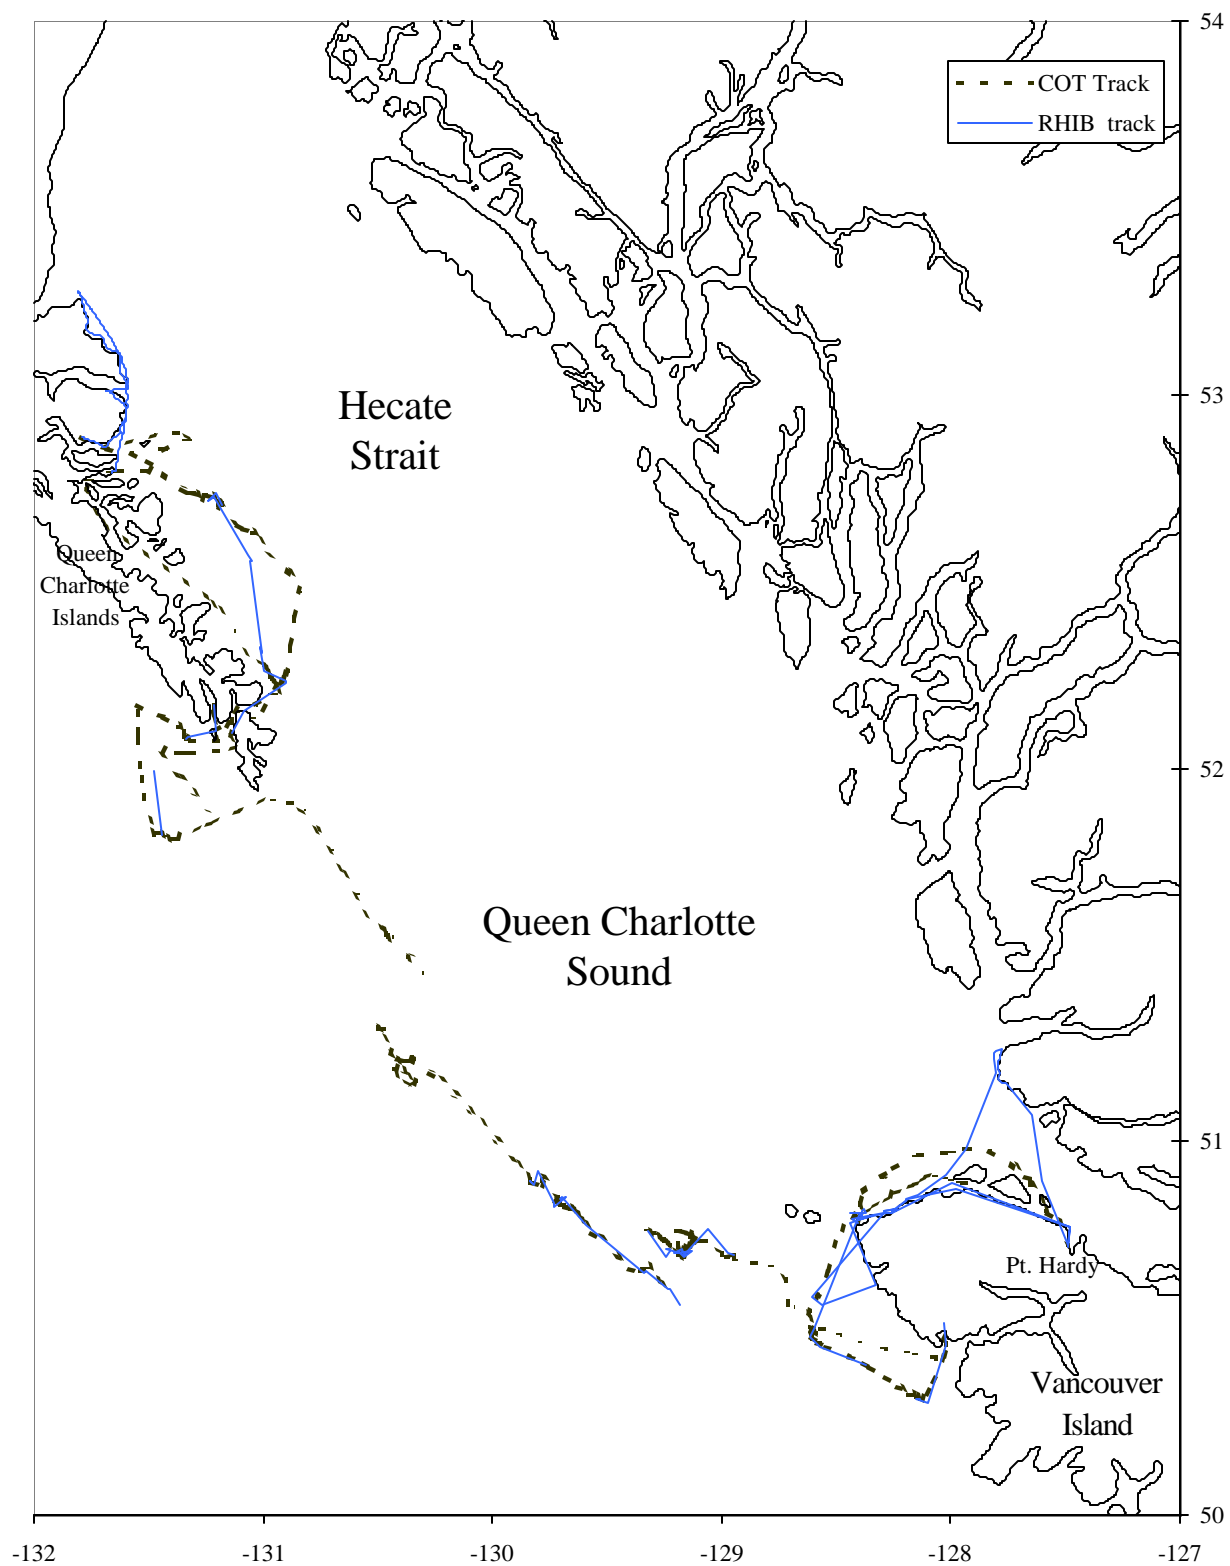 54
COT Track
RHIB track
53
Hecate
Strait
Queen
Charlotte
Islands
52
Queen Charlotte
Sound
51
Pt. Hardy
Vancouver
Island
50
-132
-131
-130
-129
-128
-127